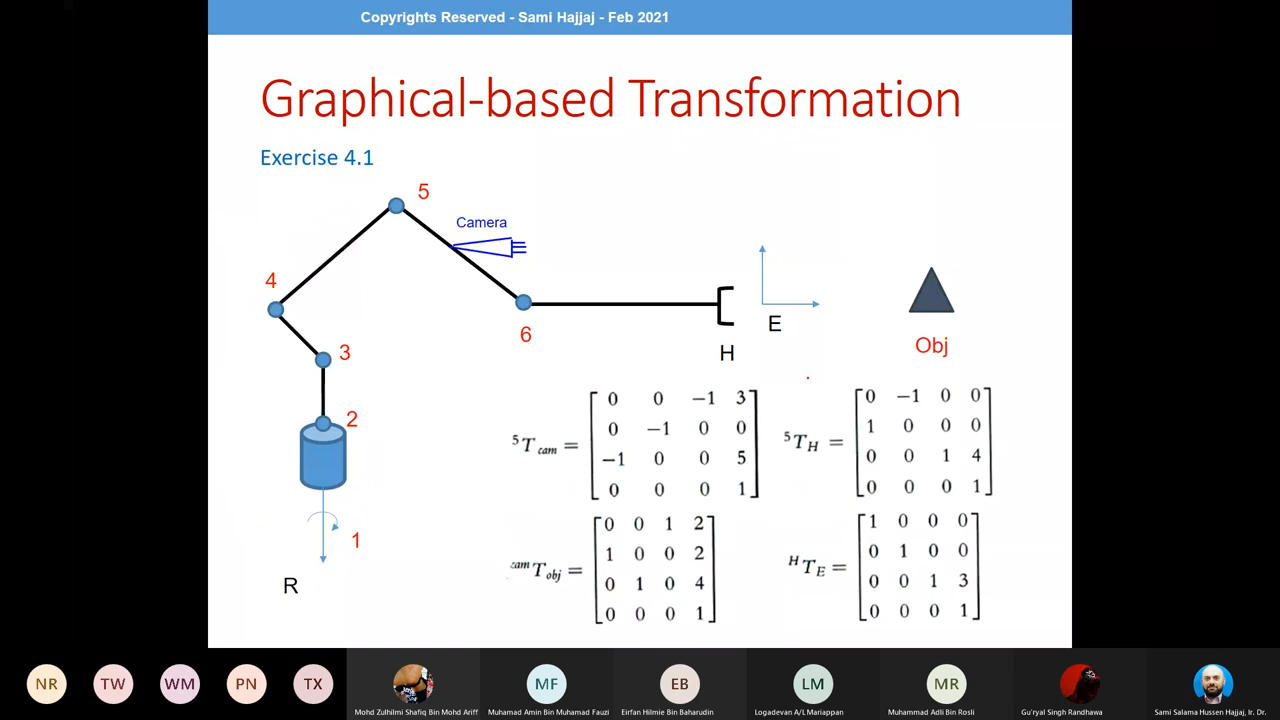 Copyrights Reserved - Sami Hajjaj - Feb 2021
Graphical-based Transformation
Exercise 4.1
5
Camera
4
6
E
Obj
3
H
2
1
R
5Tcam = [ 0 0 −1 3
0 −1 0 0
−1 0 0 5
0 0 0 1 ]
5TH = [ 0 −1 0 0
1 0 0 0
0 0 1 4
0 0 0 1 ]
camTobj = [ 0 0 1 2
1 0 0 2
0 1 0 4
0 0 0 1 ]
HTE = [ 1 0 0 0
0 1 0 0
0 0 1 3
0 0 0 1 ]
NR
TW
WM
PN
TX
MF
EB
LM
MR
Mohd Zulhilmi Shafiq Bin Mohd Ariff
Muhamad Amin Bin Muhamad Fauzi
Eirfan Hilmie Bin Baharudin
Logadevan A/L Mariappan
Muhammad Adli Bin Rosli
Gu'ryal Singh Randhawa
Sami Salama Hussen Hajjaj, Ir. Dr.